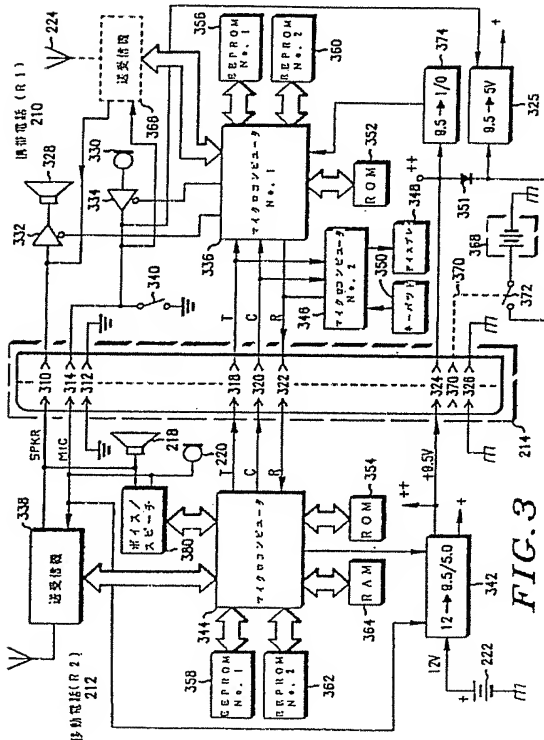 移動電話(R2)
212
送受信機
338
SPKR
MIC
310
314
312
332
328
携帯電話(R1)
210
224
送受信機
366
330
334
340
ボイス/
スピーチ
380
218
220
344
マイクロコンピュータ
T
C
R
318
320
322
T
C
R
336
マイクロコンピュータ
No.1
EEPROM
No.1
356
EEPROM
No.2
360
358
EEPROM
No.1
362
EEPROM
No.2
364
RAM
354
ROM
346
マイクロコンピュータ
No.2
352
ROM
350
キーパッド
348
ディスプレイ
222
12V
+
12→9.5/5.0
342
+
++
+9.5V
324
370
326
214
370
372
368
351
++
374
9.5→1/0
9.5→5V
325
+
FIG.3